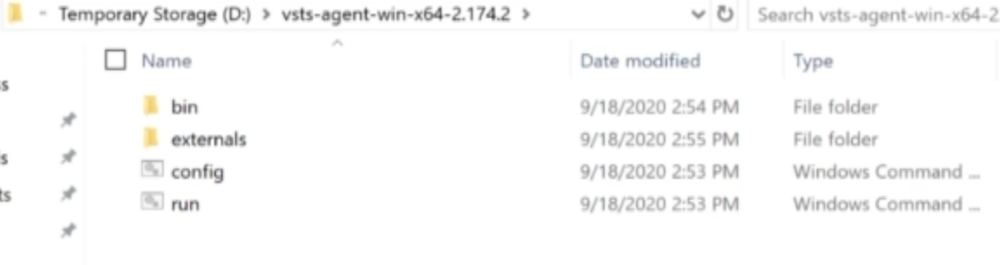 Temporary Storage (D:) > vsts-agent-win-x64-2.174.2 > Search vsts-agent-win-x64-2
Name Date modified Type
s
bin 9/18/2020 2:54 PM File folder
externals 9/18/2020 2:55 PM File folder
s
config 9/18/2020 2:53 PM Windows Command ...
ts
run 9/18/2020 2:53 PM Windows Command ...